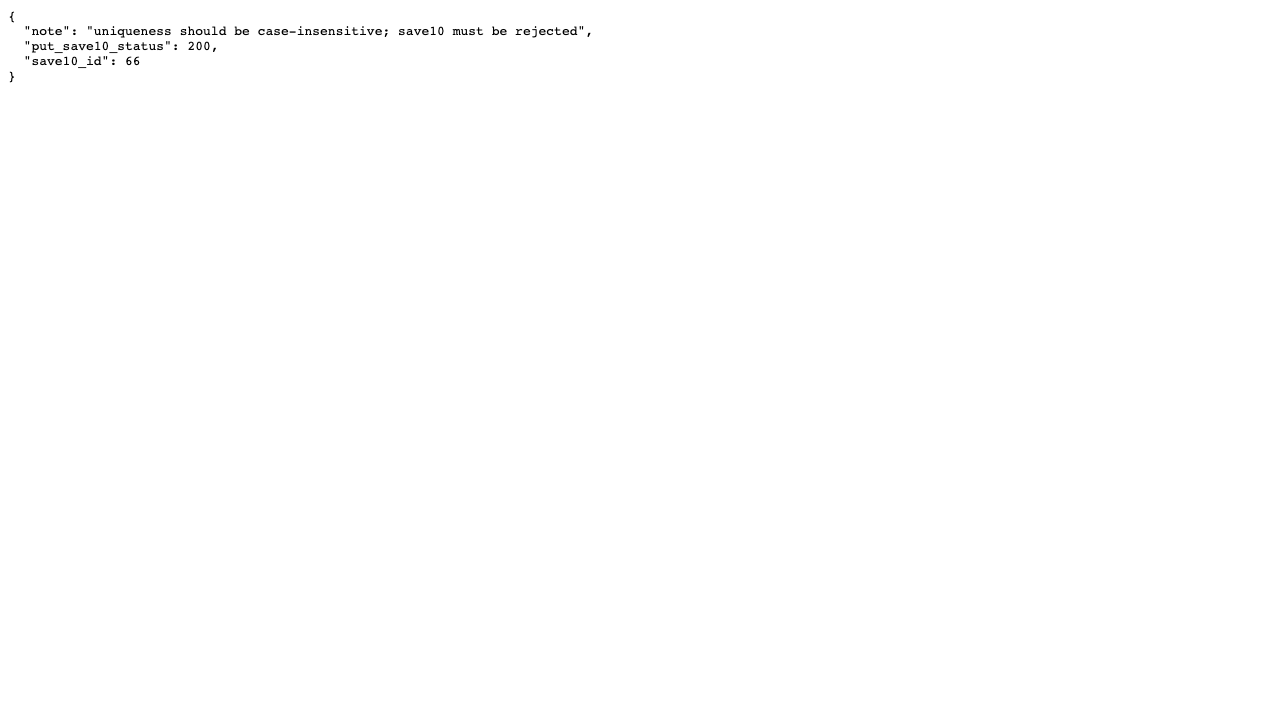 {
  "note": "uniqueness should be case-insensitive; save10 must be rejected",
  "put_save10_status": 200,
  "save10_id": 66
}